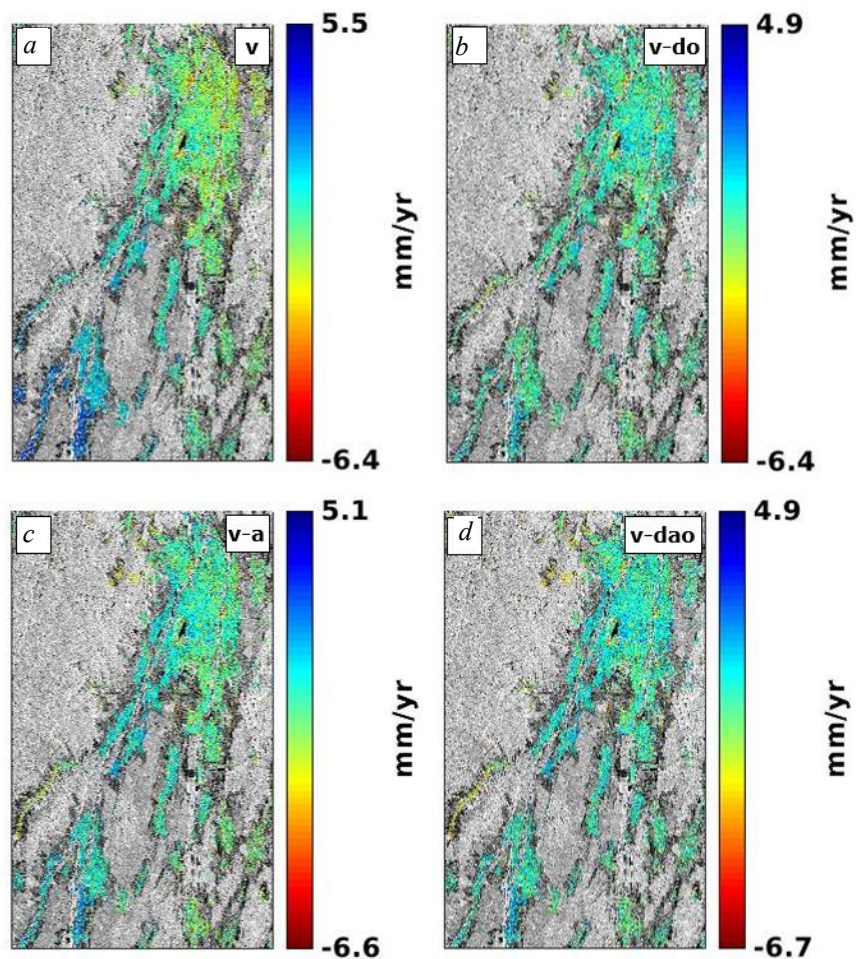 a
v
5.5
mm/yr
-6.4
b
v-do
4.9
mm/yr
-6.4
c
v-a
5.1
mm/yr
-6.6
d
v-dao
4.9
mm/yr
-6.7